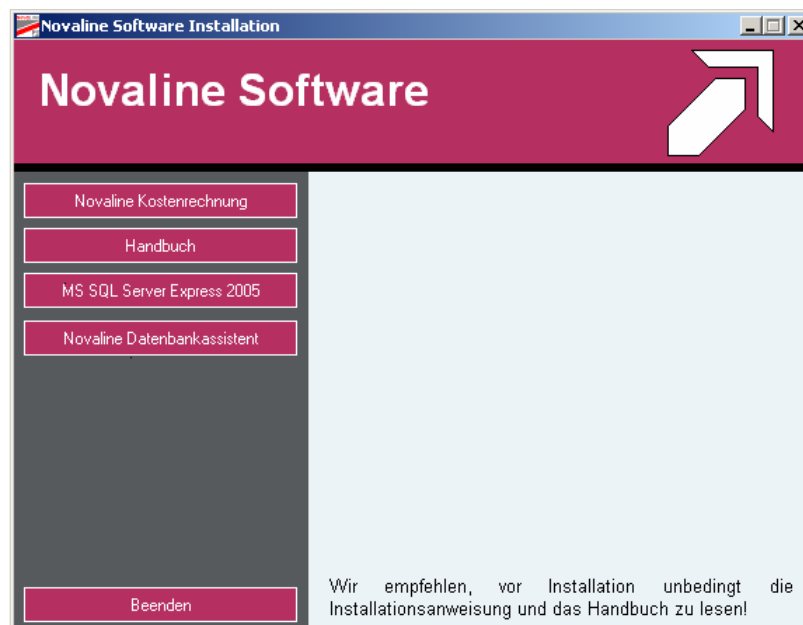 Novaline Software Installation
Novaline Software
Novaline Kostenrechnung
Handbuch
MS SQL Server Express 2005
Novaline Datenbankassistent
Beenden
Wir empfehlen, vor Installation unbedingt die
Installationsanweisung und das Handbuch zu lesen!